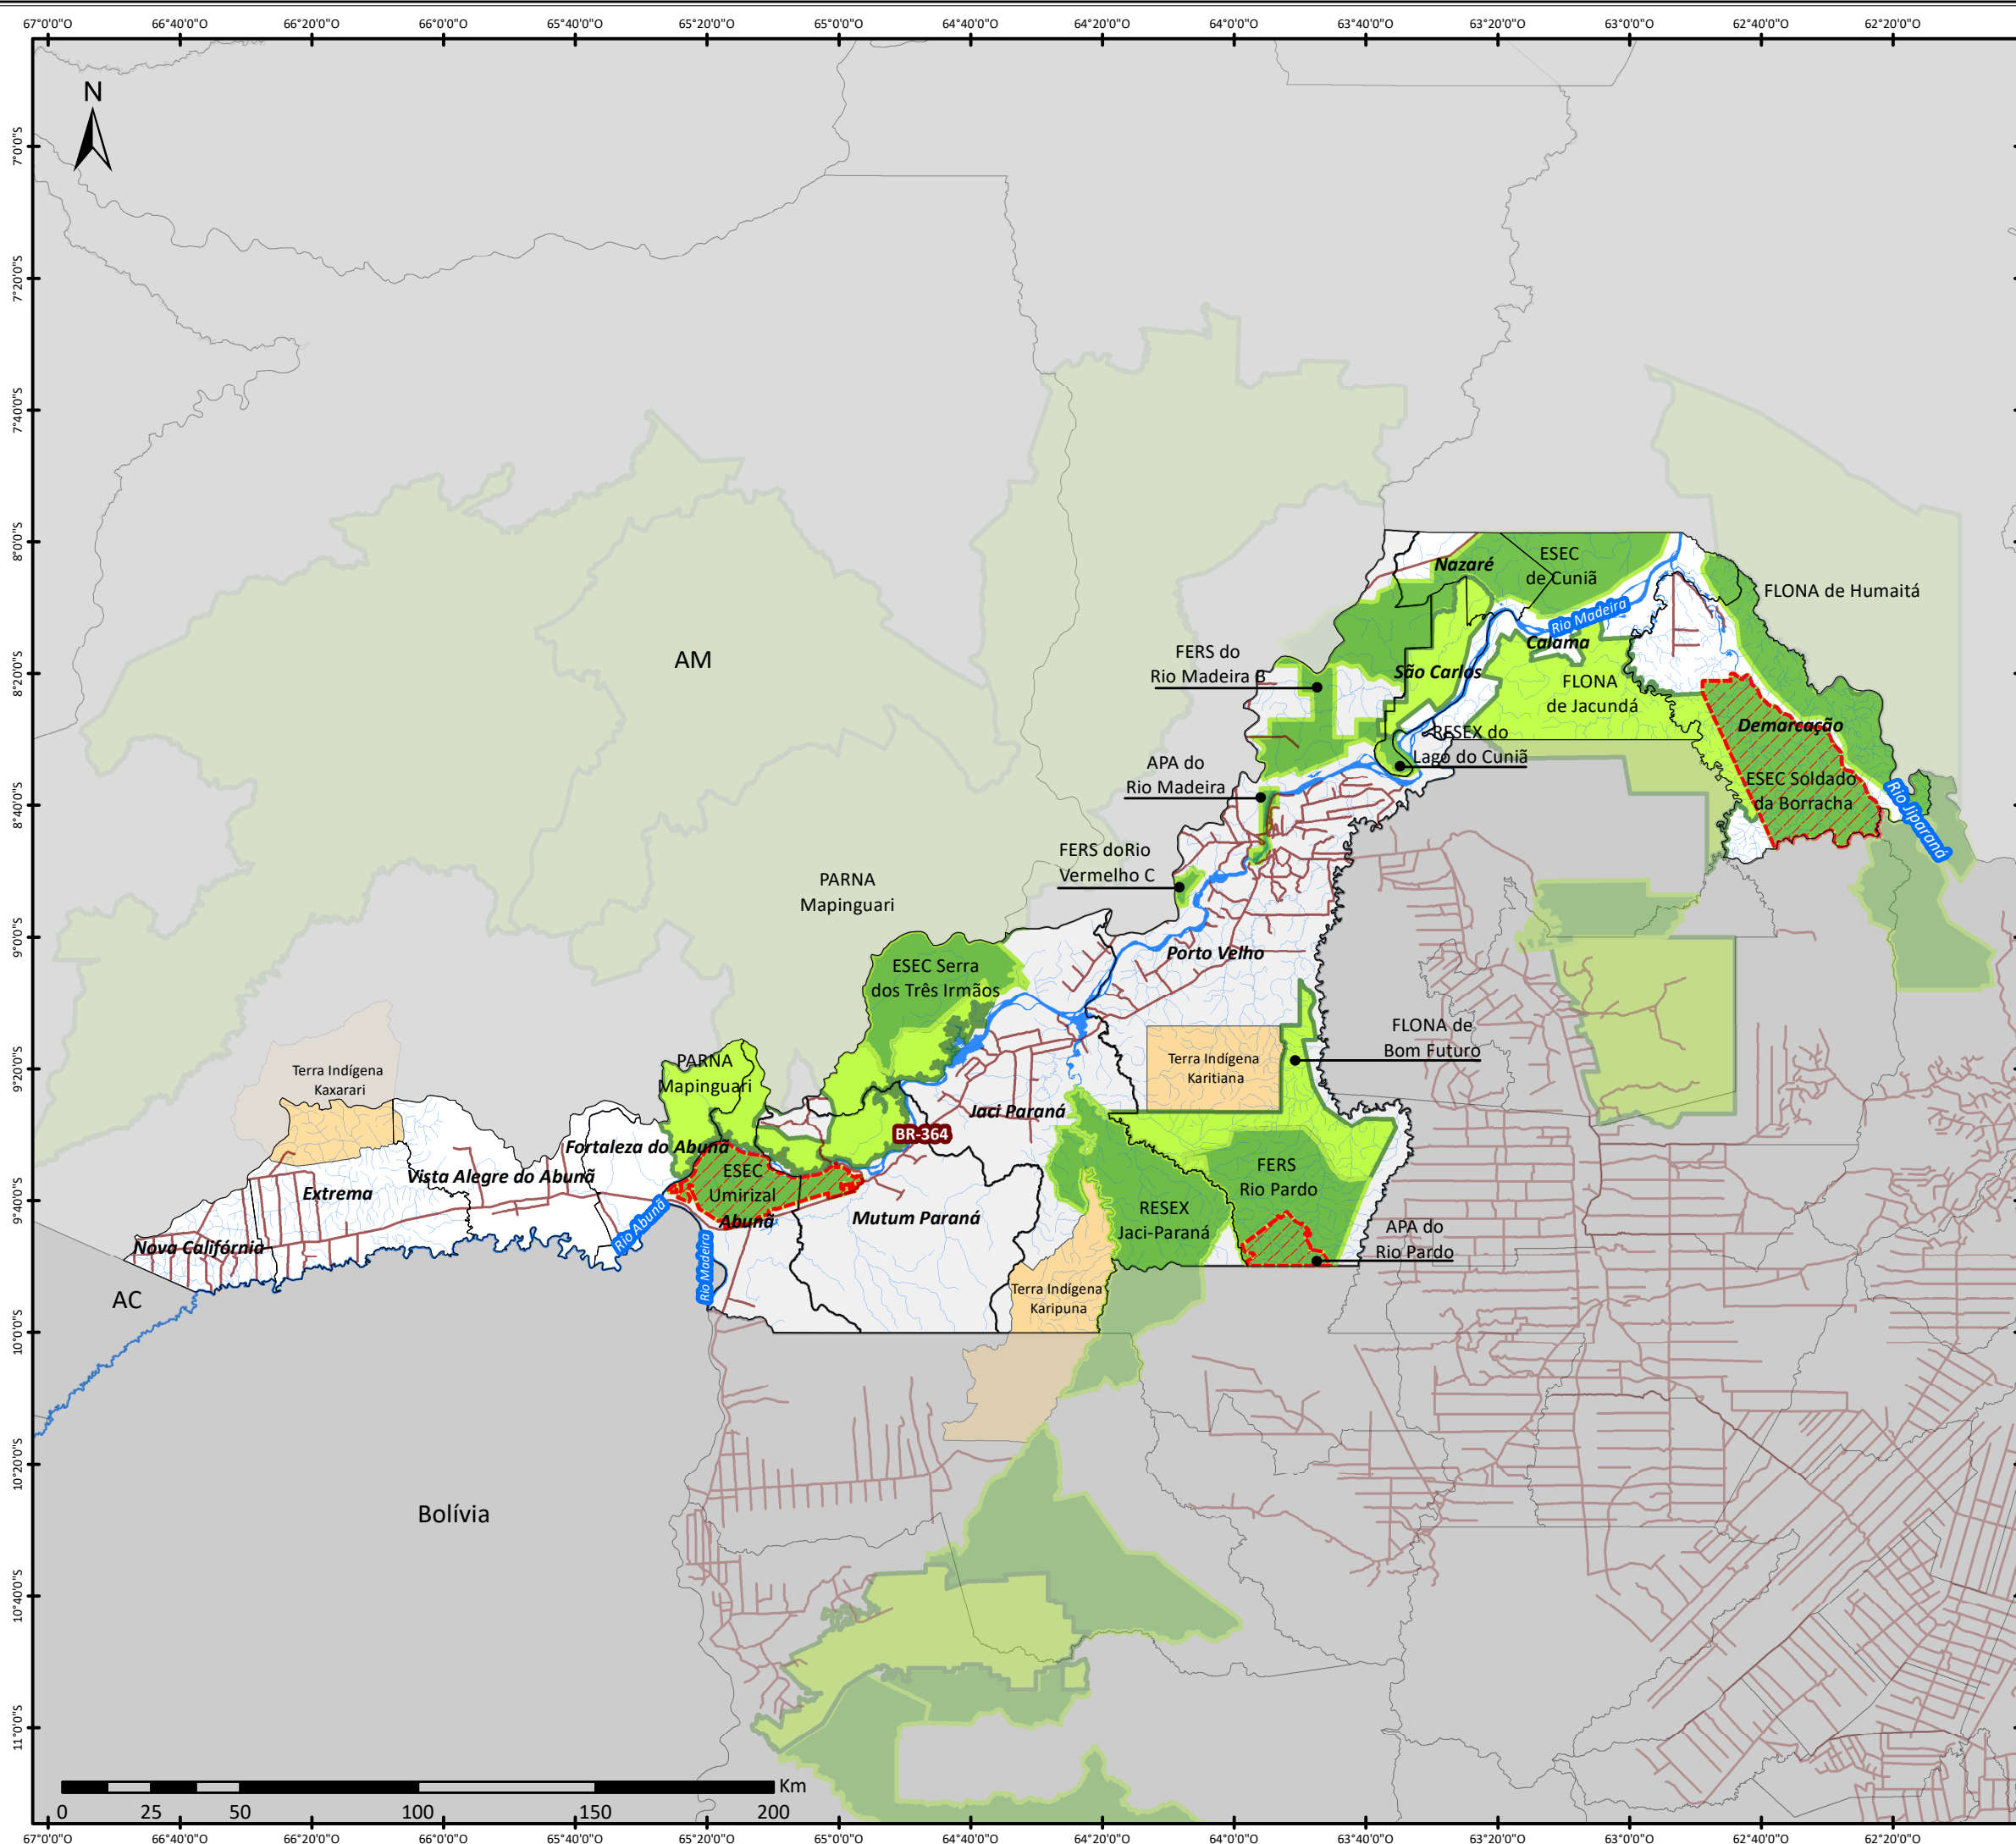 67°0'0"O
66°40'0"O
66°20'0"O
66°0'0"O
65°40'0"O
65°20'0"O
65°0'0"O
64°40'0"O
64°20'0"O
64°0'0"O
63°40'0"O
63°20'0"O
63°0'0"O
62°40'0"O
62°20'0"O
N
7°0'0"S
7°20'0"S
7°40'0"S
8°0'0"S
8°20'0"S
8°40'0"S
9°0'0"S
9°20'0"S
9°40'0"S
10°0'0"S
10°20'0"S
10°40'0"S
11°0'0"S
Nazaré
ESEC
de Cuniã
FLONA de Humaitá
Rio Madeira
Calama
AM
FERS do
Rio Madeira B
São Carlos
FLONA
de Jacundá
Demarcação
RESEX do
Lago do Cuniã
APA do
Rio Madeira
ESEC Soldado
da Borracha
Rio Jiparaná
FERS doRio
Vermelho C
PARNA
Mapinguari
Porto Velho
ESEC Serra
dos Três Irmãos
FLONA de
Bom Futuro
Terra Indígena
Kaxarari
PARNA
Mapinguari
Terra Indígena
Karitiana
Jaci Paraná
BR-364
Fortaleza do Abunã
Vista Alegre do Abunã
Extrema
ESEC
Umirizal
Abunã
FERS
Rio Pardo
RESEX
Jaci-Paraná
Mutum Paraná
Rio Abunã
APA do
Rio Pardo
Nova Califórnia
Rio Madeira
Terra Indígena
Karipuna
AC
Bolívia
Km
0
25
50
100
150
200
67°0'0"O
66°40'0"O
66°20'0"O
66°0'0"O
65°40'0"O
65°20'0"O
65°0'0"O
64°40'0"O
64°20'0"O
64°0'0"O
63°40'0"O
63°20'0"O
63°0'0"O
62°40'0"O
62°20'0"O